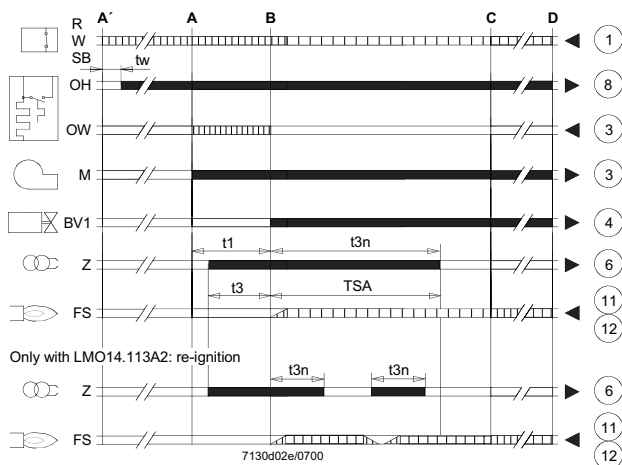 A´ A B C D
R
W 1
SB tw
OH 8
OW 3
M 3
BV1 4
t1 t3n
Z 6
t3 TSA
FS 11
12
Only with LMO14.113A2: re-ignition
t3n t3n
Z 6
FS 11
7130d02e/0700 12